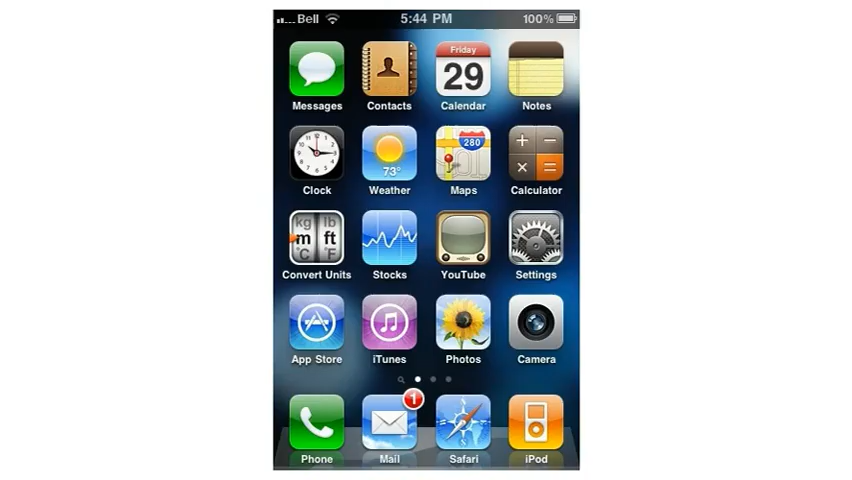 Bell 5:44 PM 100%
Friday
29
Messages Contacts Calendar Notes
280
73°
Clock Weather Maps Calculator
kg lb
m ft
°C °F
Convert Units Stocks YouTube Settings
App Store iTunes Photos Camera
1
Phone Mail Safari iPod